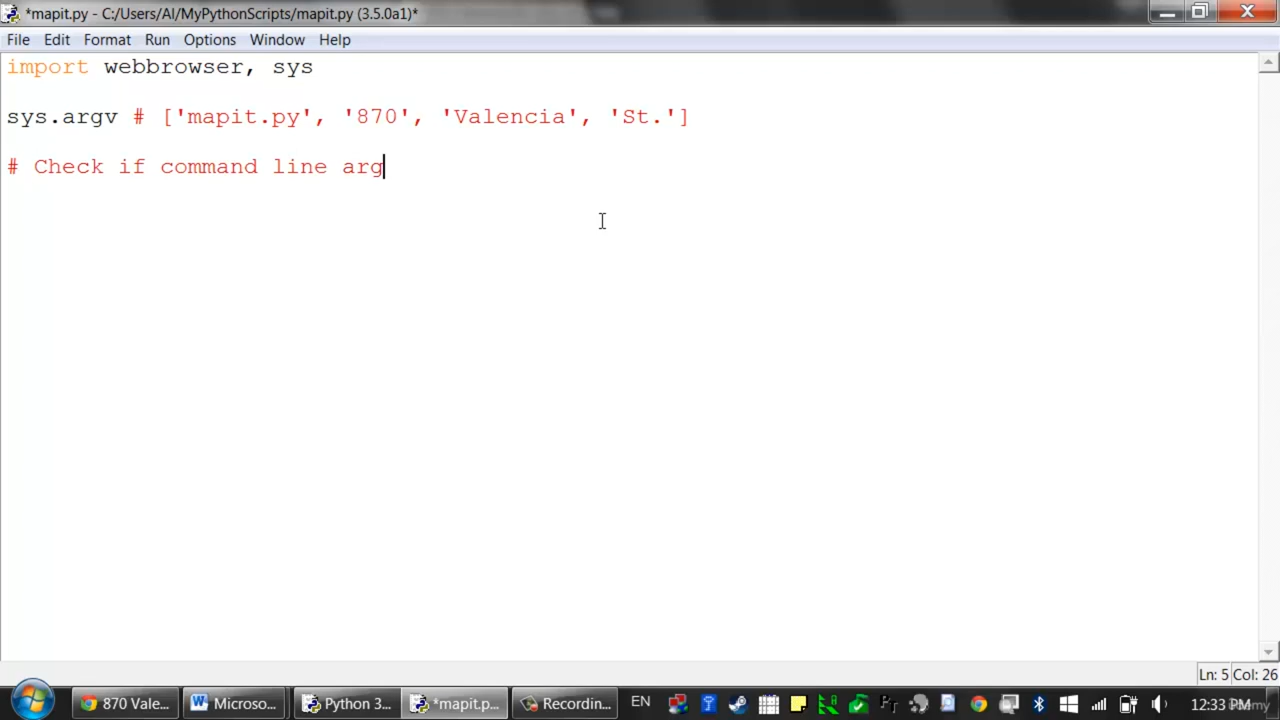 *mapit.py - C:/Users/Al/MyPythonScripts/mapit.py (3.5.0a1)*
File Edit Format Run Options Window Help
import webbrowser, sys
sys.argv # ['mapit.py', '870', 'Valencia', 'St.']
# Check if command line arg
Ln: 5 Col: 26
870 Vale... Microso... Python 3... *mapit.p... Recordin... EN 12:33 PM